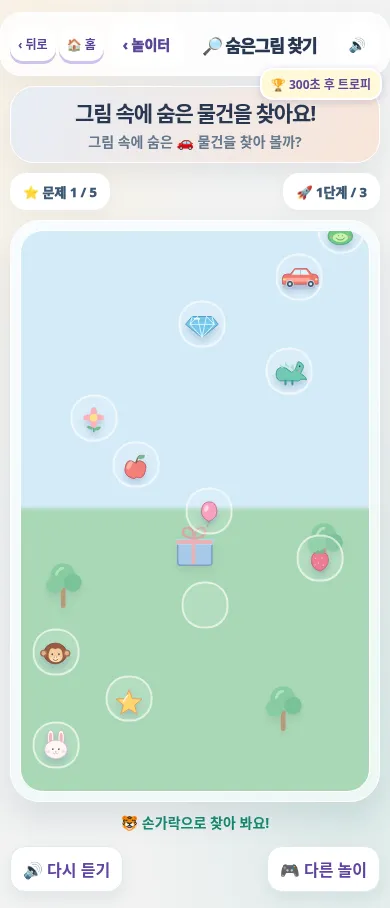 ‹ 뒤로 🏠 홈 ‹ 놀이터 🔎 숨은그림 찾기 🔊
🏆 300초 후 트로피
그림 속에 숨은 물건을 찾아요!
그림 속에 숨은 🚗 물건을 찾아 볼까?
⭐ 문제 1 / 5 🚀 1단계 / 3
🐯 손가락으로 찾아 봐요!
🔊 다시 듣기 🎮 다른 놀이